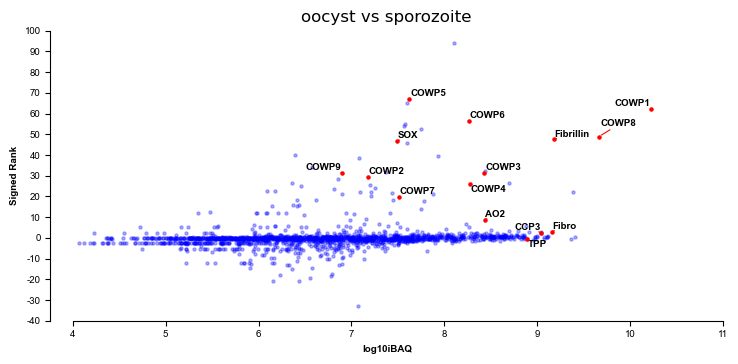 oocyst vs sporozoite
100
90
80
70
60
50
40
30
20
10
0
-10
-20
-30
-40
Signed Rank
COWP5
COWP1
COWP6
COWP8
SOX
Fibrillin
COWP9
COWP2
COWP3
COWP7
COWP4
AO2
CCP3
Fibro
TPP
4
5
6
7
8
9
10
11
log10iBAQ